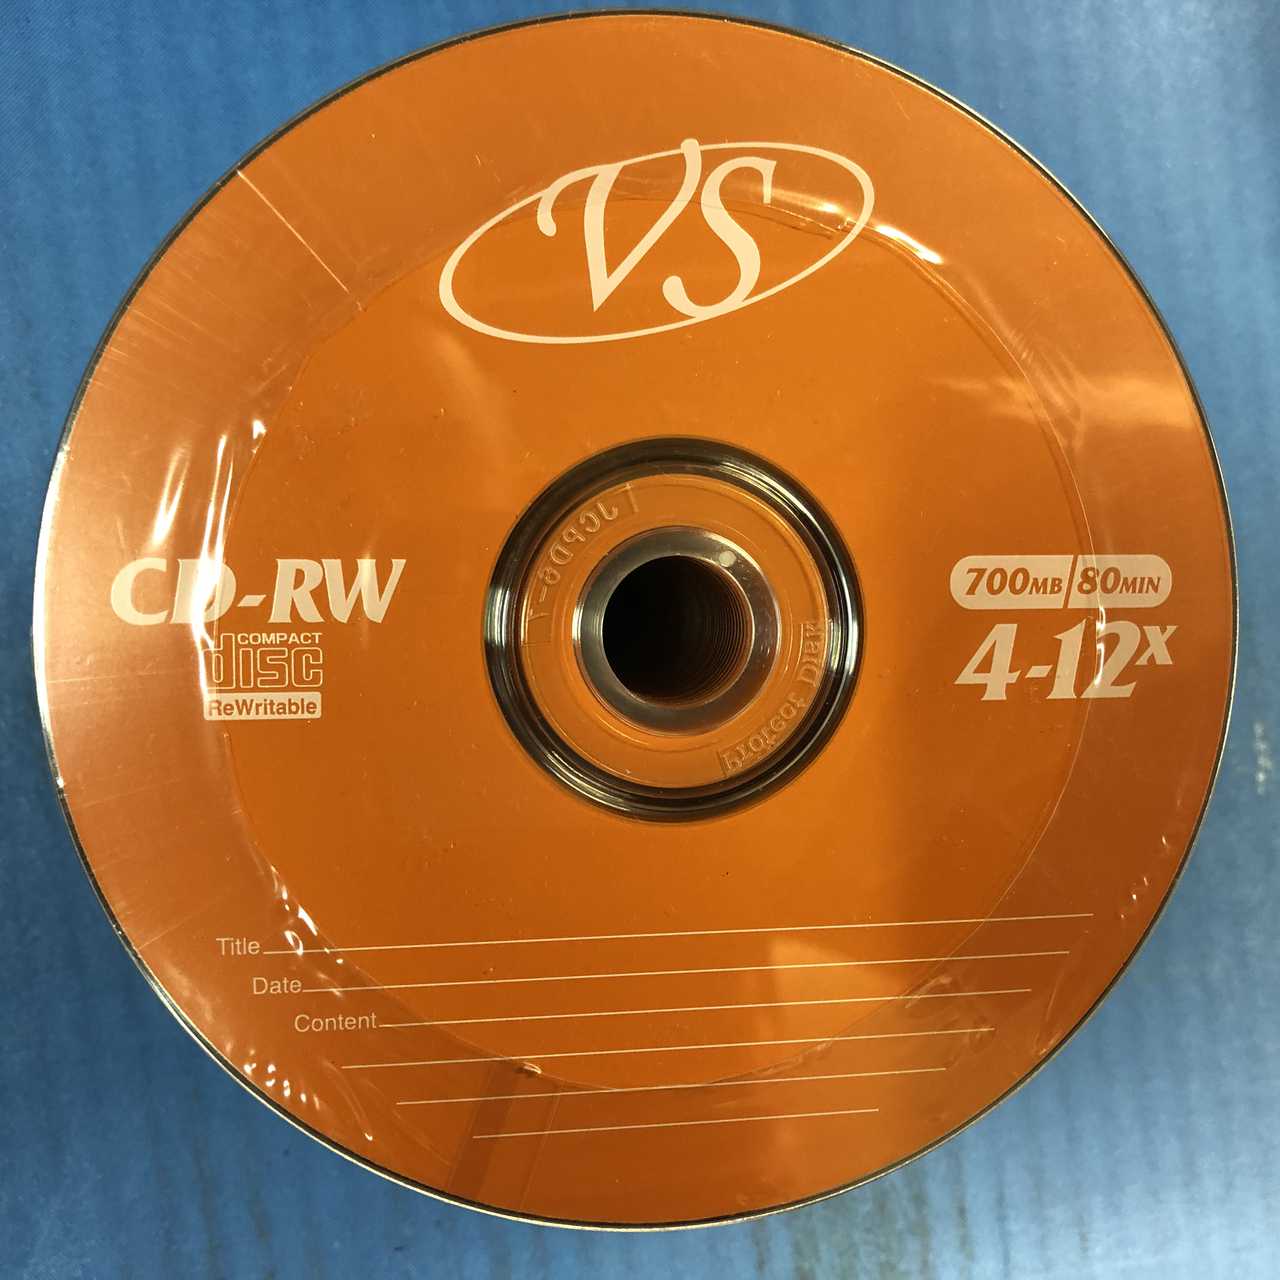 VS
CD-RW
COMPACT
disc
ReWritable
700MB/80MIN
4-12x
Title
Date
Content